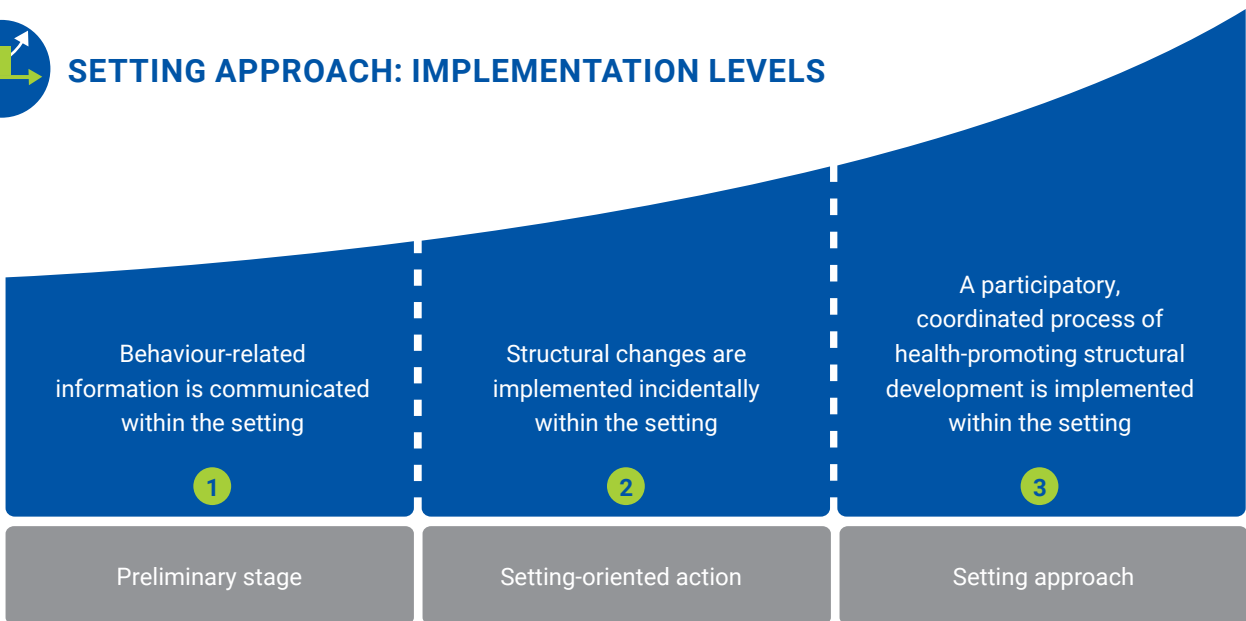 SETTING APPROACH: IMPLEMENTATION LEVELS
Behaviour-related
information is communicated
within the setting
1
Structural changes are
implemented incidentally
within the setting
2
A participatory,
coordinated process of
health-promoting structural
development is implemented
within the setting
3
Preliminary stage
Setting-oriented action
Setting approach